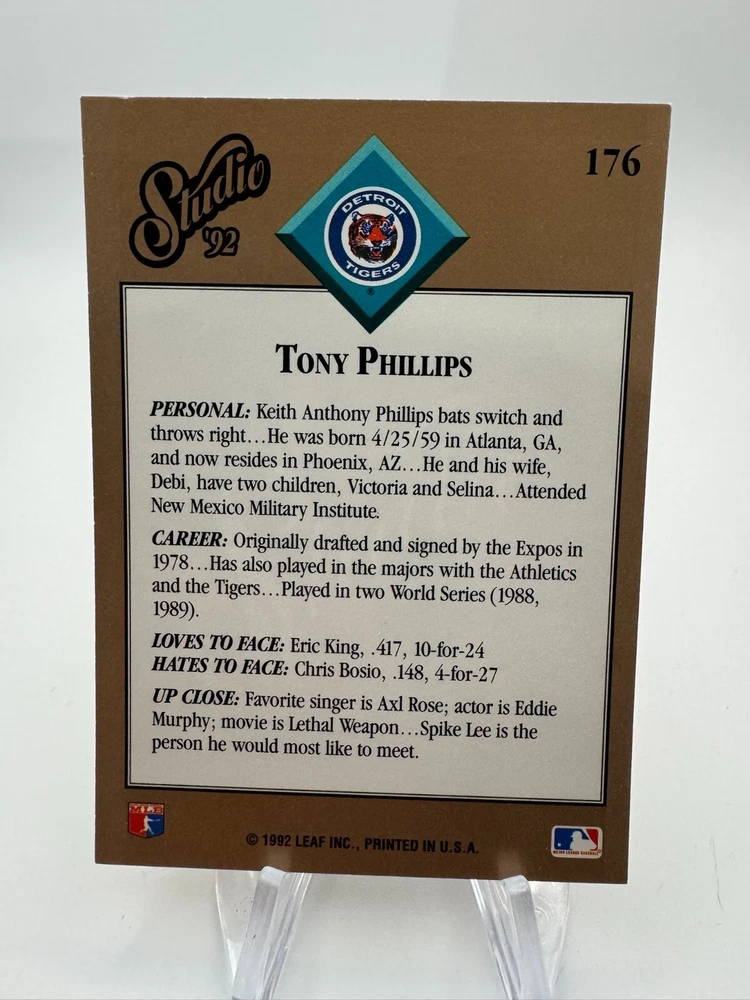 Studio
'92
176
DETROIT
TIGERS
TONY PHILLIPS
PERSONAL: Keith Anthony Phillips bats switch and
throws right...He was born 4/25/59 in Atlanta, GA,
and now resides in Phoenix, AZ...He and his wife,
Debi, have two children, Victoria and Selina...Attended
New Mexico Military Institute.
CAREER: Originally drafted and signed by the Expos in
1978...Has also played in the majors with the Athletics
and the Tigers...Played in two World Series (1988,
1989).
LOVES TO FACE: Eric King, .417, 10-for-24
HATES TO FACE: Chris Bosio, .148, 4-for-27
UP CLOSE: Favorite singer is Axl Rose; actor is Eddie
Murphy; movie is Lethal Weapon...Spike Lee is the
person he would most like to meet.
MLB
© 1992 LEAF INC., PRINTED IN U.S.A.
MAJOR LEAGUE BASEBALL